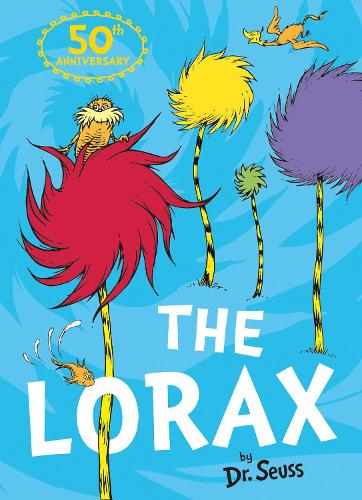 50th
ANNIVERSARY
THE
LORAX
by
Dr. Seuss